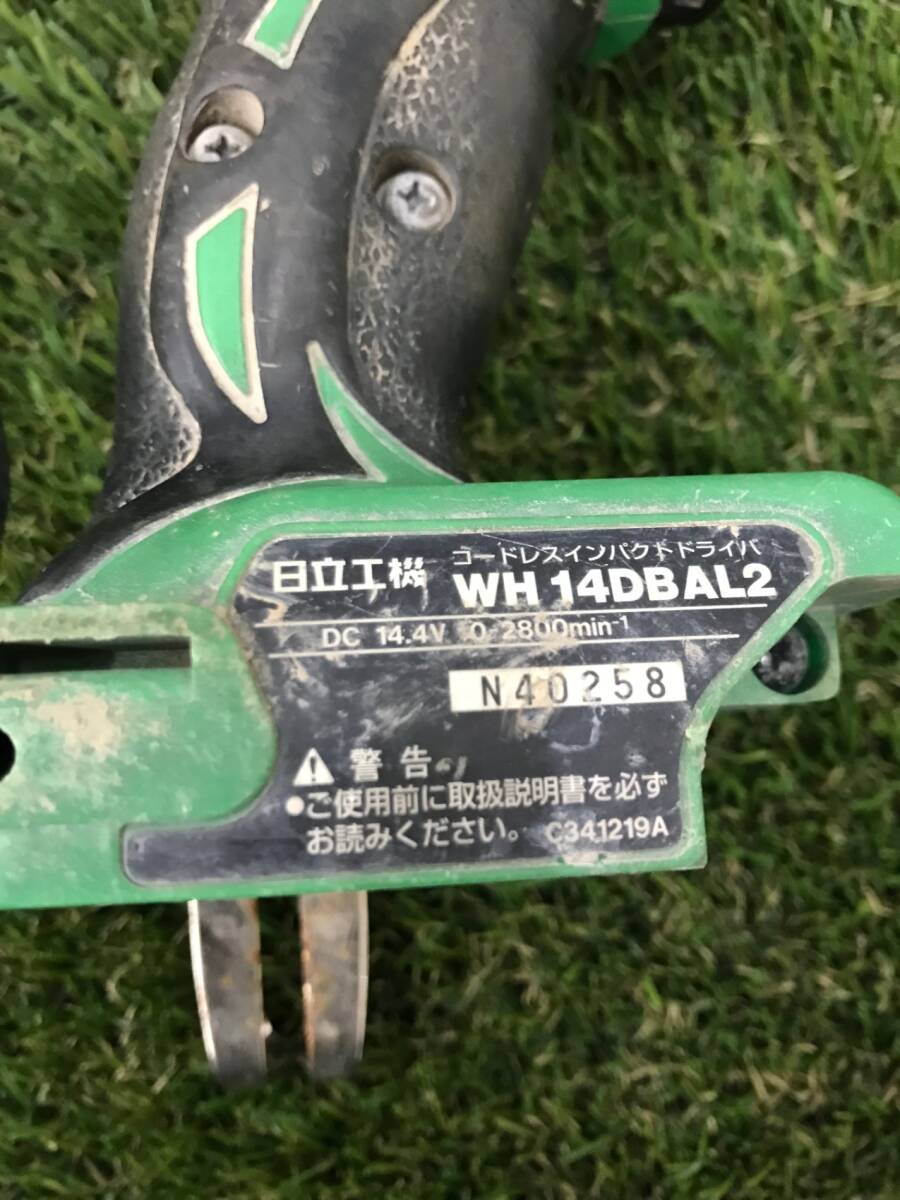 日立工機 コードレスインパクトドライバ
WH 14DBAL2
DC 14.4V 0-2800min-1
N40258
警告
●ご使用前に取扱説明書を必ず
お読みください。 C341219A